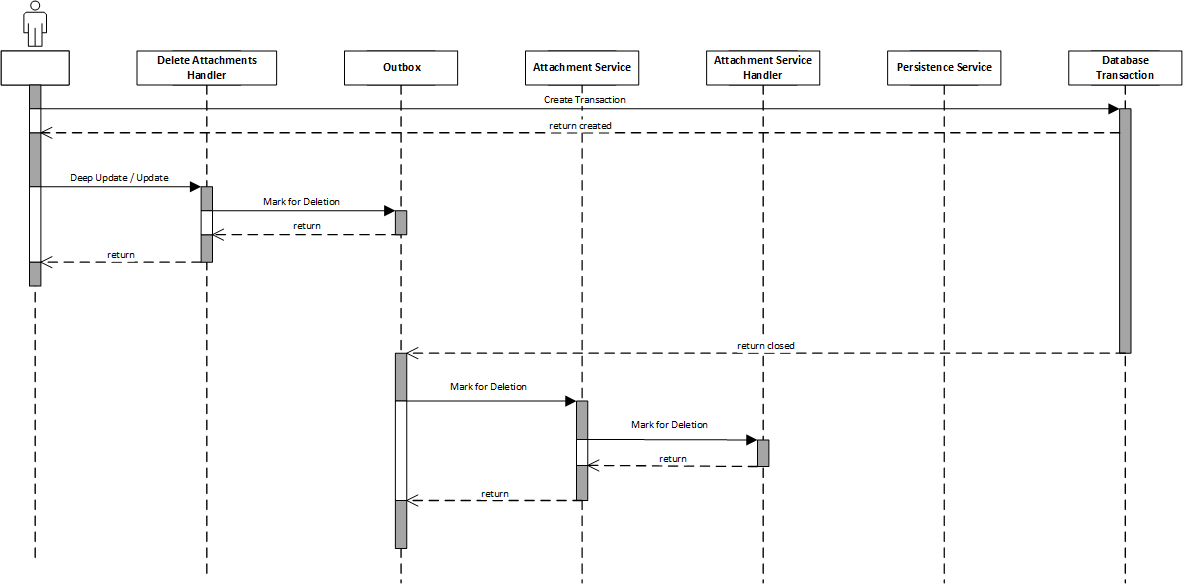 Delete Attachments
Handler
Outbox
Attachment Service
Attachment Service
Handler
Persistence Service
Database
Transaction
Create Transaction
return created
Deep Update / Update
Mark for Deletion
return
return
return closed
Mark for Deletion
Mark for Deletion
return
return